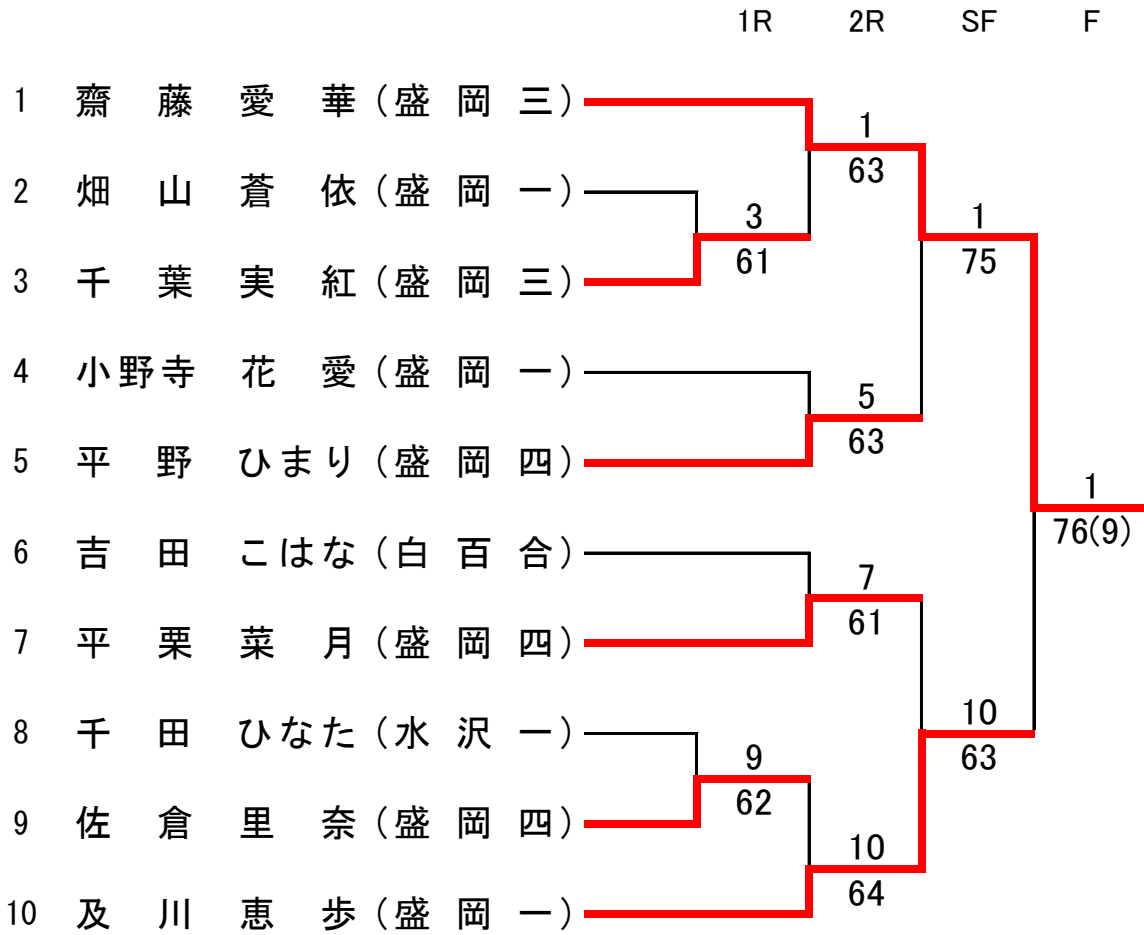 1R 2R SF F
1 齋藤愛華(盛岡三)
1
63
2 畑山蒼依(盛岡一)
3
61
1
75
3 千葉実紅(盛岡三)
4 小野寺花愛(盛岡一)
5
63
5 平野ひまり(盛岡四)
1
76(9)
6 吉田こはな(白百合)
7
61
7 平栗菜月(盛岡四)
8 千田ひなた(水沢一)
10
63
9
62
9 佐倉里奈(盛岡四)
10
64
10 及川恵歩(盛岡一)